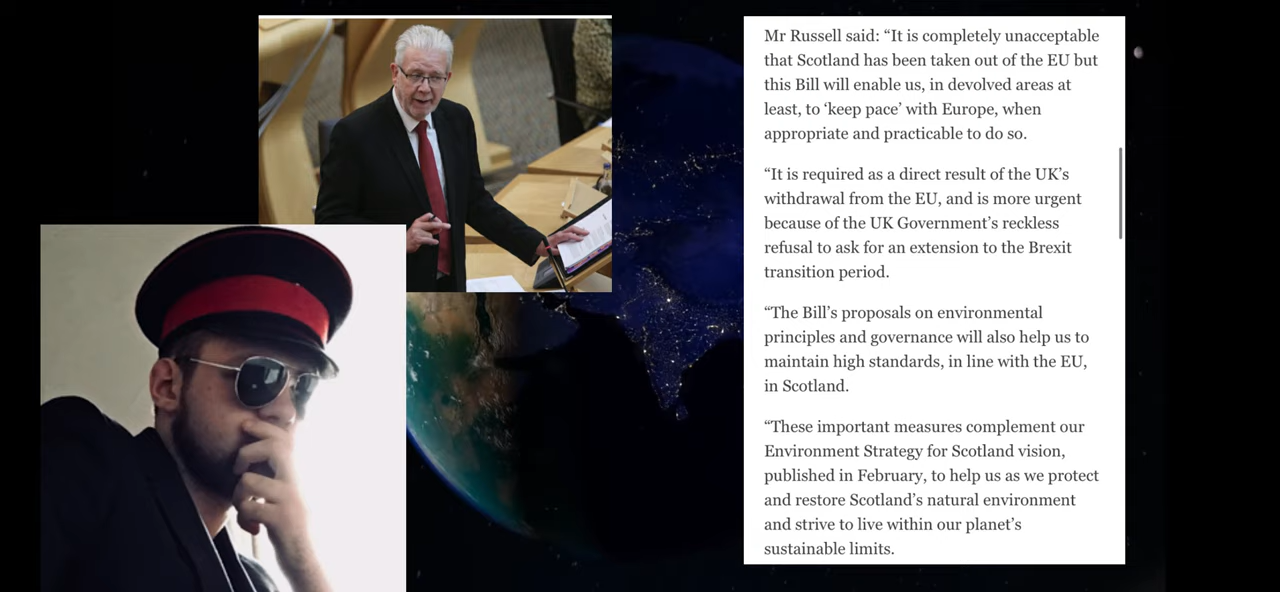 Mr Russell said: “It is completely unacceptable
that Scotland has been taken out of the EU but
this Bill will enable us, in devolved areas at
least, to ‘keep pace’ with Europe, when
appropriate and practicable to do so.
“It is required as a direct result of the UK’s
withdrawal from the EU, and is more urgent
because of the UK Government’s reckless
refusal to ask for an extension to the Brexit
transition period.
“The Bill’s proposals on environmental
principles and governance will also help us to
maintain high standards, in line with the EU,
in Scotland.
“These important measures complement our
Environment Strategy for Scotland vision,
published in February, to help us as we protect
and restore Scotland’s natural environment
and strive to live within our planet’s
sustainable limits.